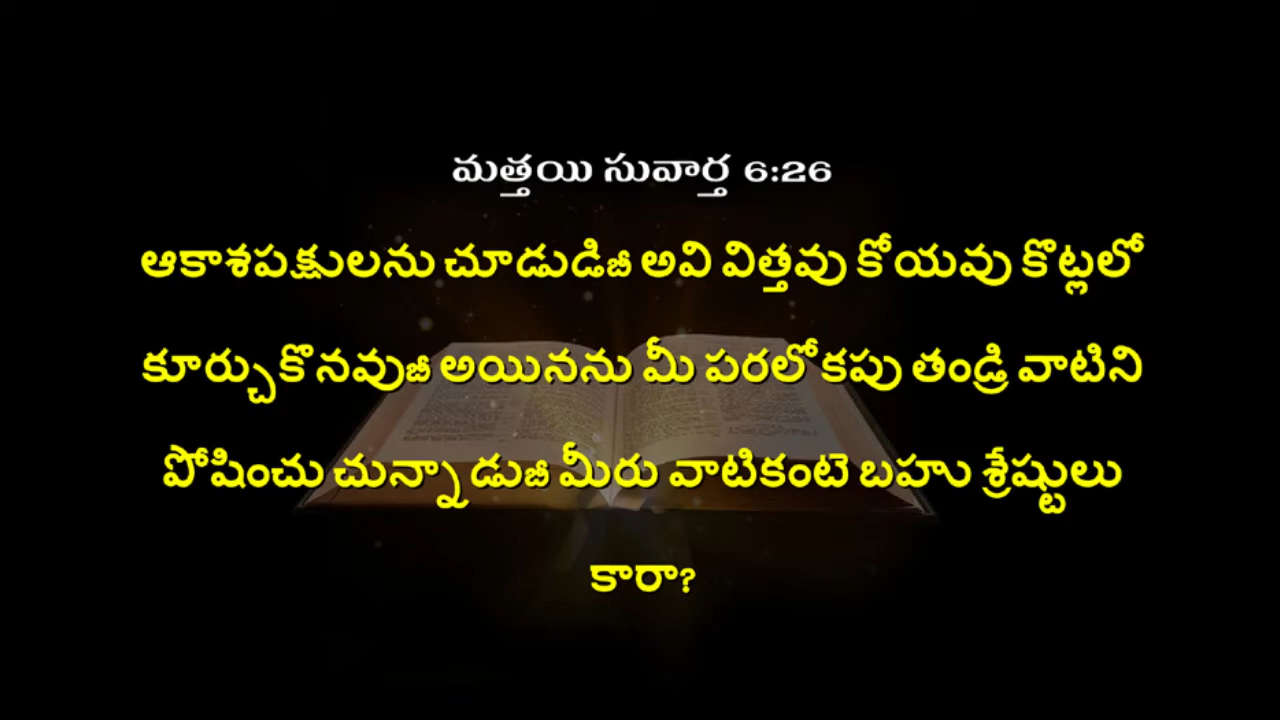 మత్తయి సువార్త 6:26
ఆకాశపక్షులను చూడుడిజీ అవి విత్తవు కోయవు కొట్లలో
కూర్చుకొనవుజీ అయినను మీ పరలోకపు తండ్రి వాటిని
పోషించు చున్నాడుజీ మీరు వాటికంటె బహు శ్రేష్టులు
కారా?